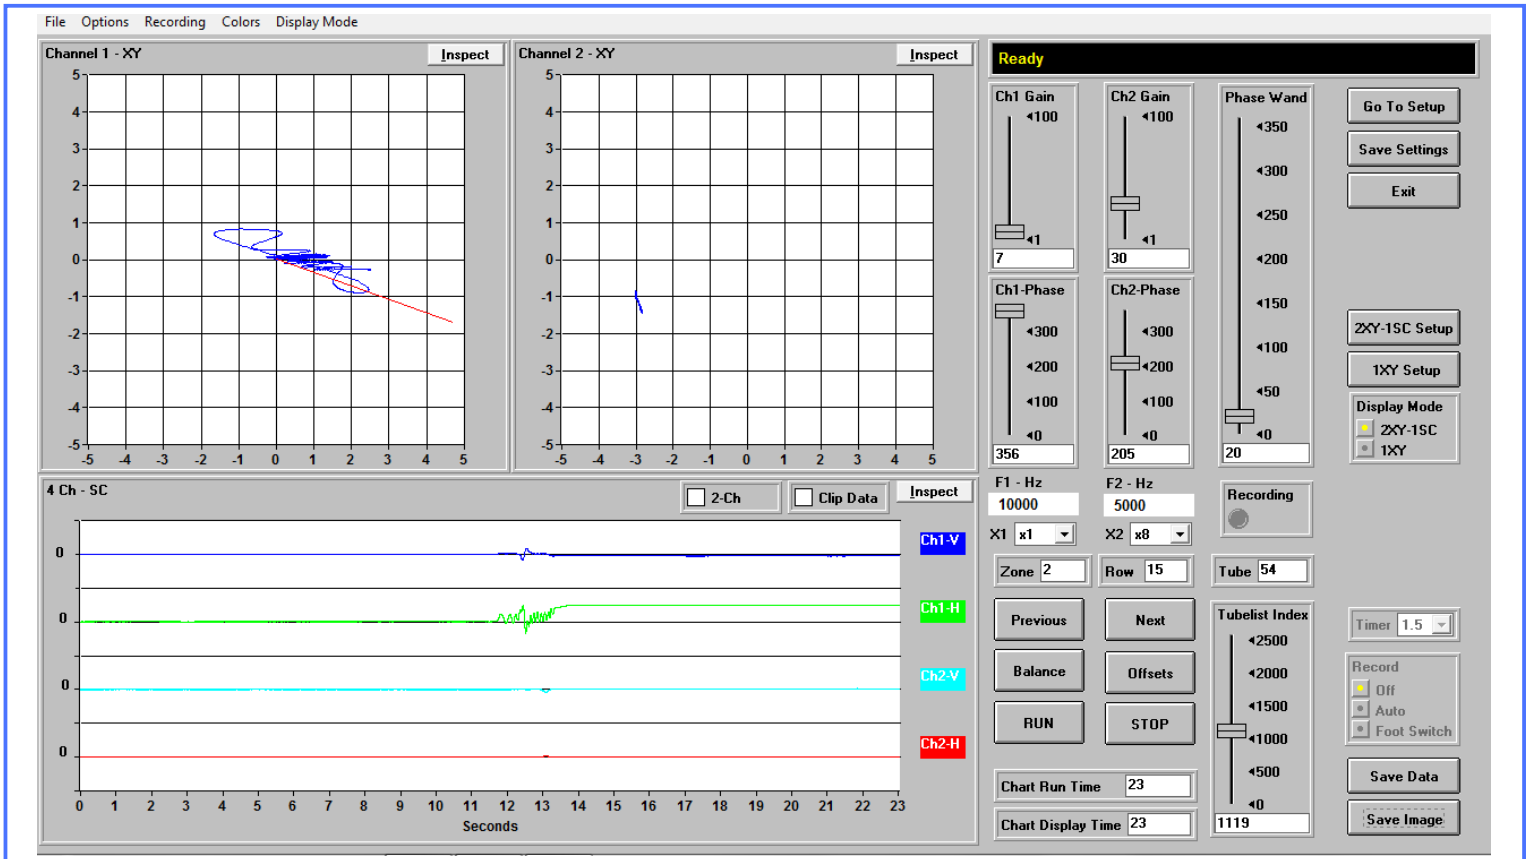 File Options Recording Colors Display Mode
Channel 1 - XY Inspect
5
4
3
2
1
0
-1
-2
-3
-4
-5
-5 -4 -3 -2 -1 0 1 2 3 4 5
Channel 2 - XY Inspect
5
4
3
2
1
0
-1
-2
-3
-4
-5
-5 -4 -3 -2 -1 0 1 2 3 4 5
4 Ch - SC 2-Ch Clip Data Inspect
0 Ch1-V
0 Ch1-H
0 Ch2-V
0 Ch2-H
0 1 2 3 4 5 6 7 8 9 10 11 12 13 14 15 16 17 18 19 20 21 22 23
Seconds
Ready
Ch1 Gain
100
1
7
Ch2 Gain
100
1
30
Phase Wand
350
300
250
200
150
100
50
0
20
Ch1-Phase
300
200
100
0
356
Ch2-Phase
300
200
100
0
205
F1 - Hz
10000
F2 - Hz
5000
X1 x1
X2 x8
Recording
Zone 2
Row 15
Tube 54
Previous Next
Balance Offsets
RUN STOP
Chart Run Time 23
Chart Display Time 23
Tubelist Index
2500
2000
1500
1000
500
0
1119
Go To Setup
Save Settings
Exit
2XY-1SC Setup
1XY Setup
Display Mode
2XY-1SC
1XY
Timer 1.5
Record
Off
Auto
Foot Switch
Save Data
Save Image